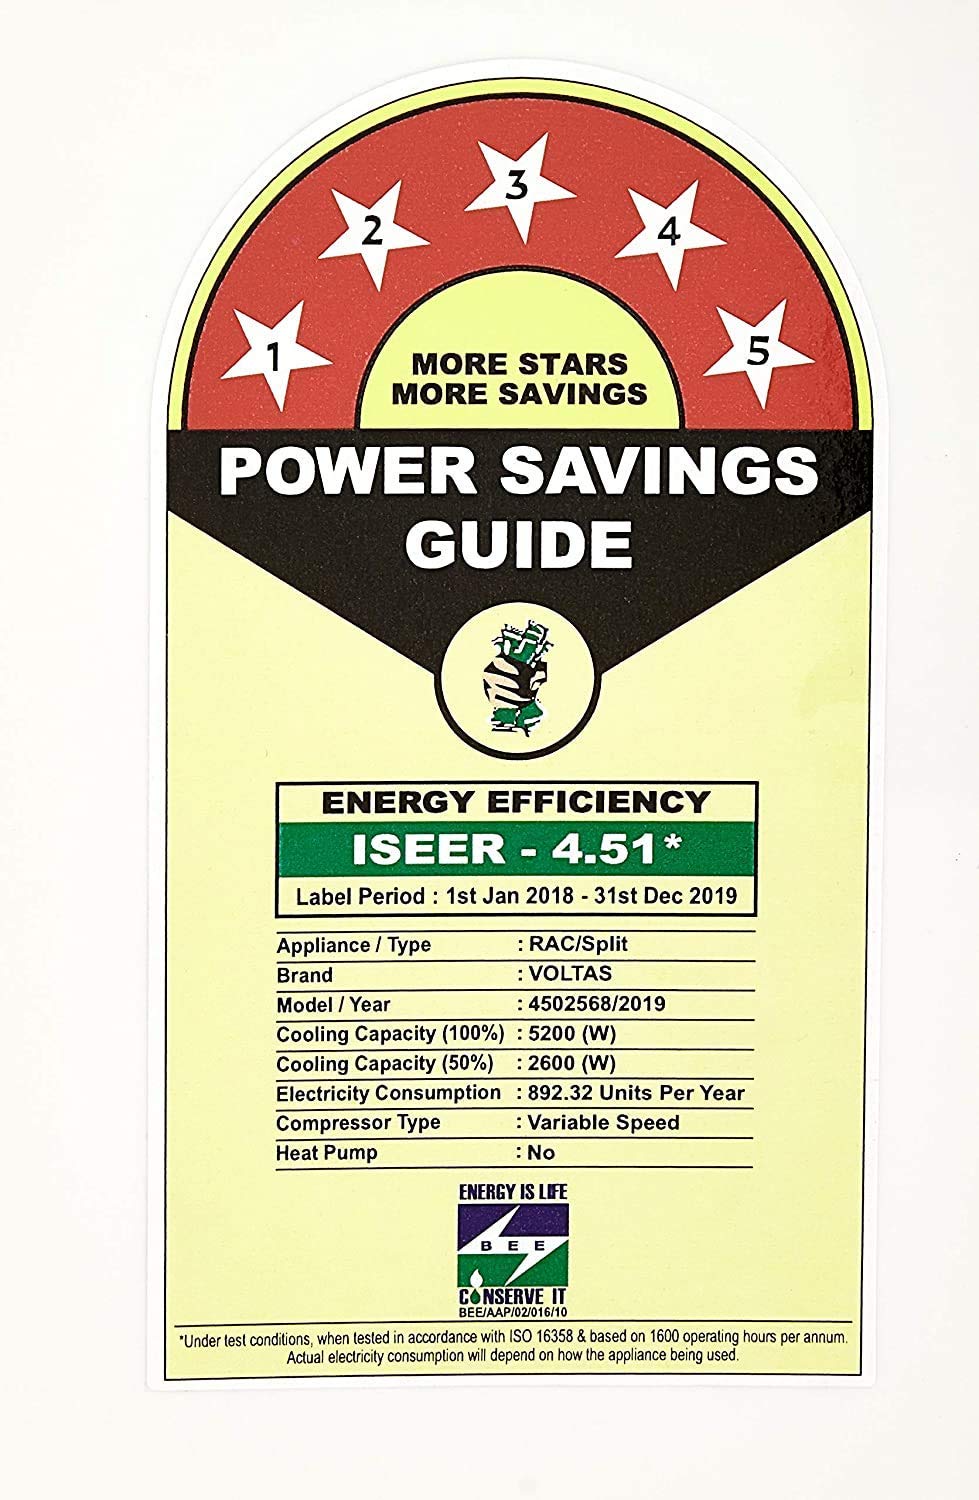 1 2 3 4 5
MORE STARS
MORE SAVINGS
POWER SAVINGS
GUIDE
ENERGY EFFICIENCY
ISEER - 4.51*
Label Period : 1st Jan 2018 - 31st Dec 2019
Appliance / Type : RAC/Split
Brand : VOLTAS
Model / Year : 4502568/2019
Cooling Capacity (100%) : 5200 (W)
Cooling Capacity (50%) : 2600 (W)
Electricity Consumption : 892.32 Units Per Year
Compressor Type : Variable Speed
Heat Pump : No
ENERGY IS LIFE
BEE
CONSERVE IT
BEE/AAP/02/016/10
*Under test conditions, when tested in accordance with ISO 16358 & based on 1600 operating hours per annum.
Actual electricity consumption will depend on how the appliance being used.